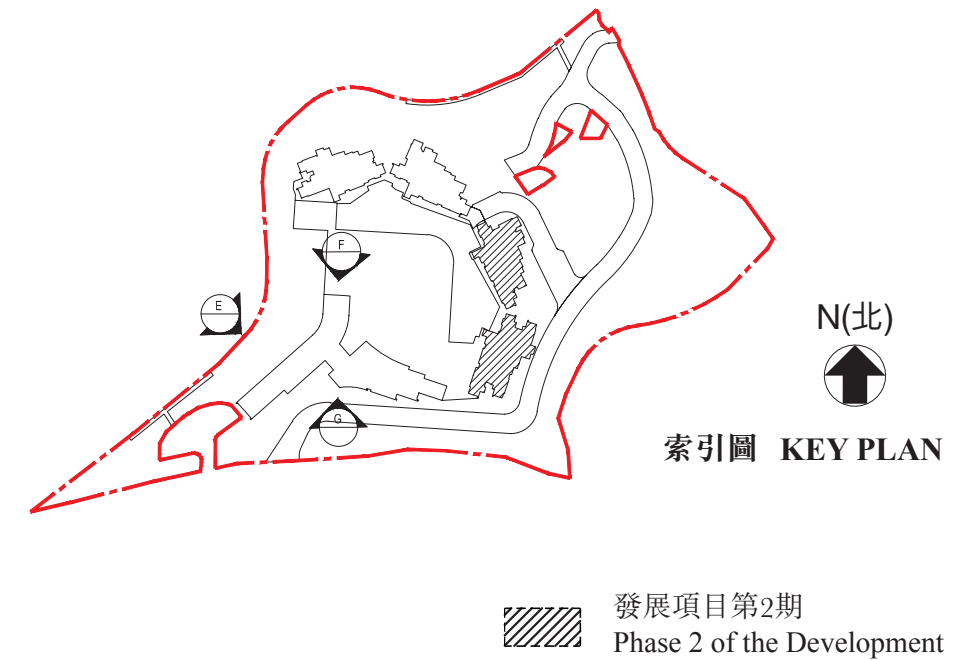 F
E
G
N(北)
索引圖 KEY PLAN
發展項目第2期
Phase 2 of the Development